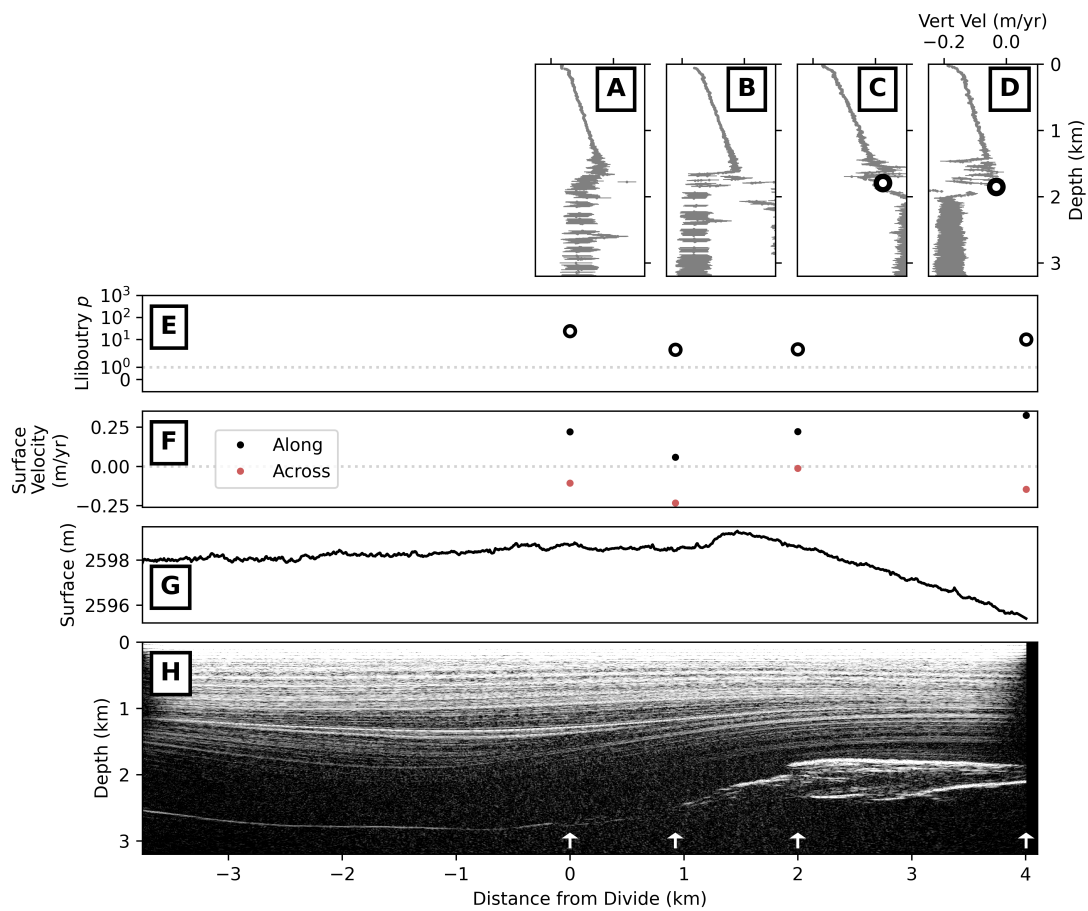 Vert Vel (m/yr)
−0.2 0.0
A B C D
0
1
2
3
Depth (km)
E
Lliboutry p
10³
10²
10¹
10⁰
0
F
Surface
Velocity
(m/yr)
0.25
0.00
−0.25
Along
Across
G
Surface (m)
2598
2596
H
Depth (km)
0
1
2
3
−3 −2 −1 0 1 2 3 4
Distance from Divide (km)